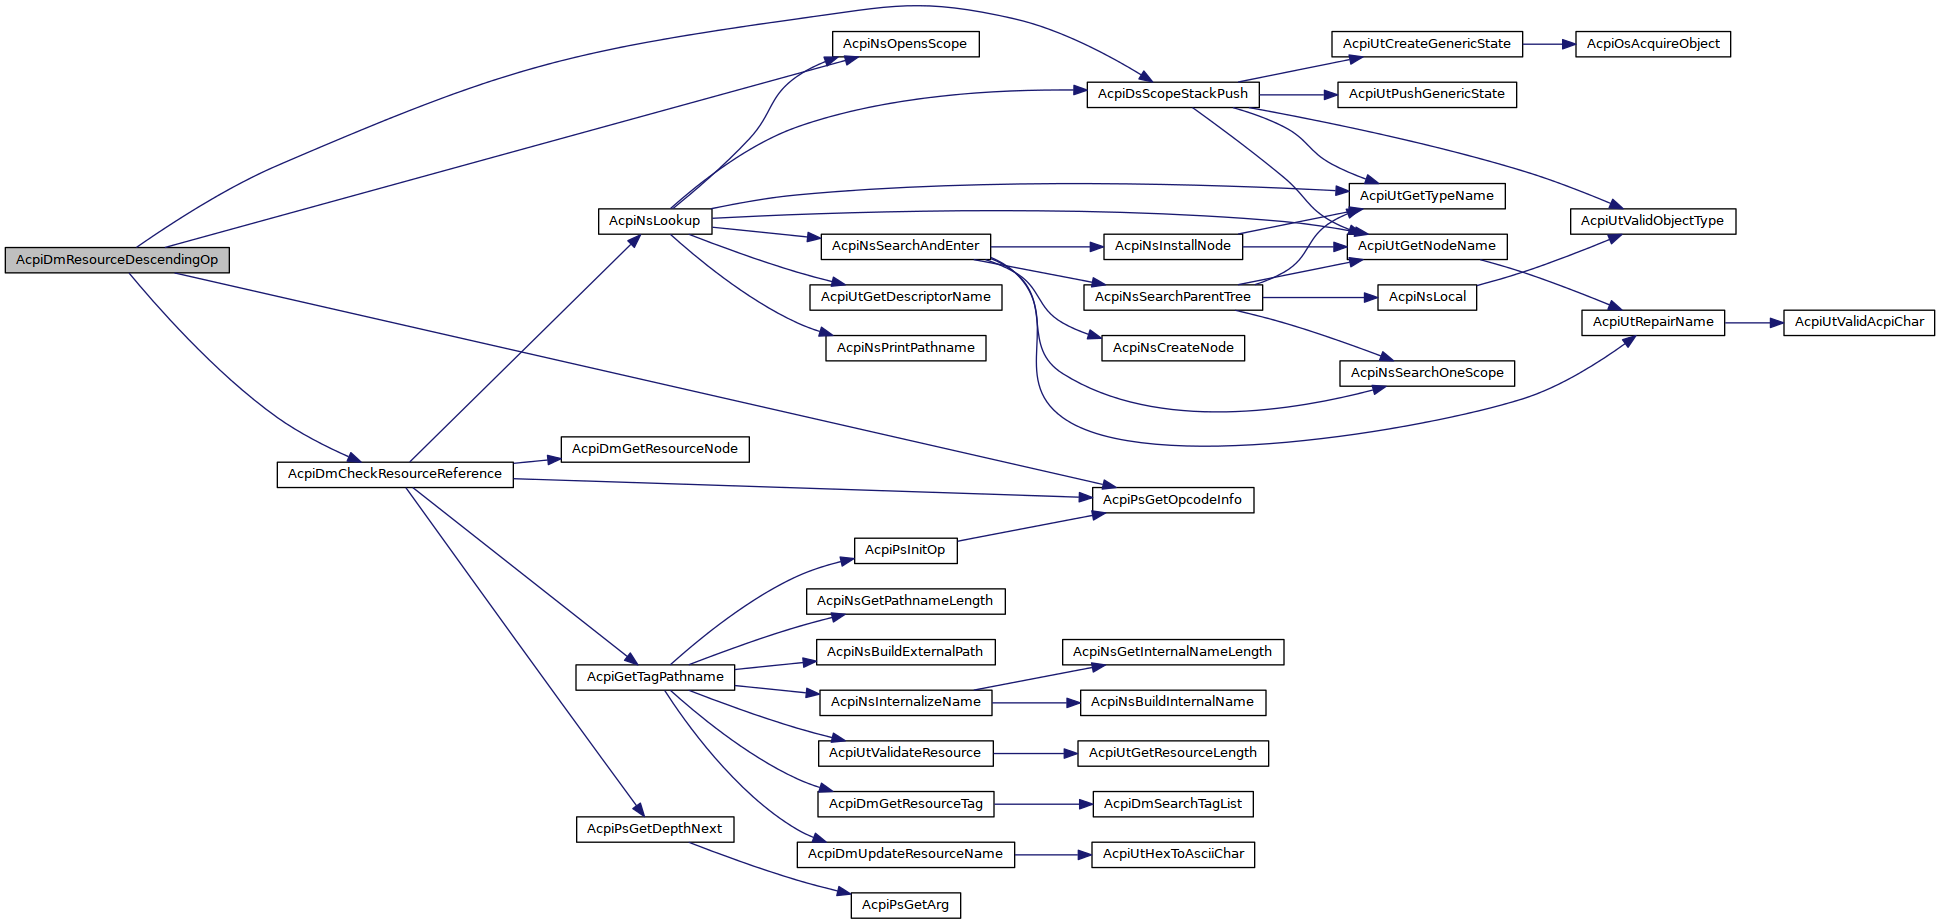 AcpiNsOpensScope
AcpiUtCreateGenericState
AcpiOsAcquireObject
AcpiDsScopeStackPush
AcpiUtPushGenericState
AcpiUtGetTypeName
AcpiNsLookup
AcpiUtValidObjectType
AcpiNsSearchAndEnter
AcpiNsInstallNode
AcpiUtGetNodeName
AcpiDmResourceDescendingOp
AcpiUtGetDescriptorName
AcpiNsSearchParentTree
AcpiNsLocal
AcpiUtRepairName
AcpiUtValidAcpiChar
AcpiNsPrintPathname
AcpiNsCreateNode
AcpiNsSearchOneScope
AcpiDmGetResourceNode
AcpiDmCheckResourceReference
AcpiPsGetOpcodeInfo
AcpiPsInitOp
AcpiNsGetPathnameLength
AcpiNsBuildExternalPath
AcpiNsGetInternalNameLength
AcpiGetTagPathname
AcpiNsInternalizeName
AcpiNsBuildInternalName
AcpiUtValidateResource
AcpiUtGetResourceLength
AcpiDmGetResourceTag
AcpiDmSearchTagList
AcpiPsGetDepthNext
AcpiDmUpdateResourceName
AcpiUtHexToAsciiChar
AcpiPsGetArg